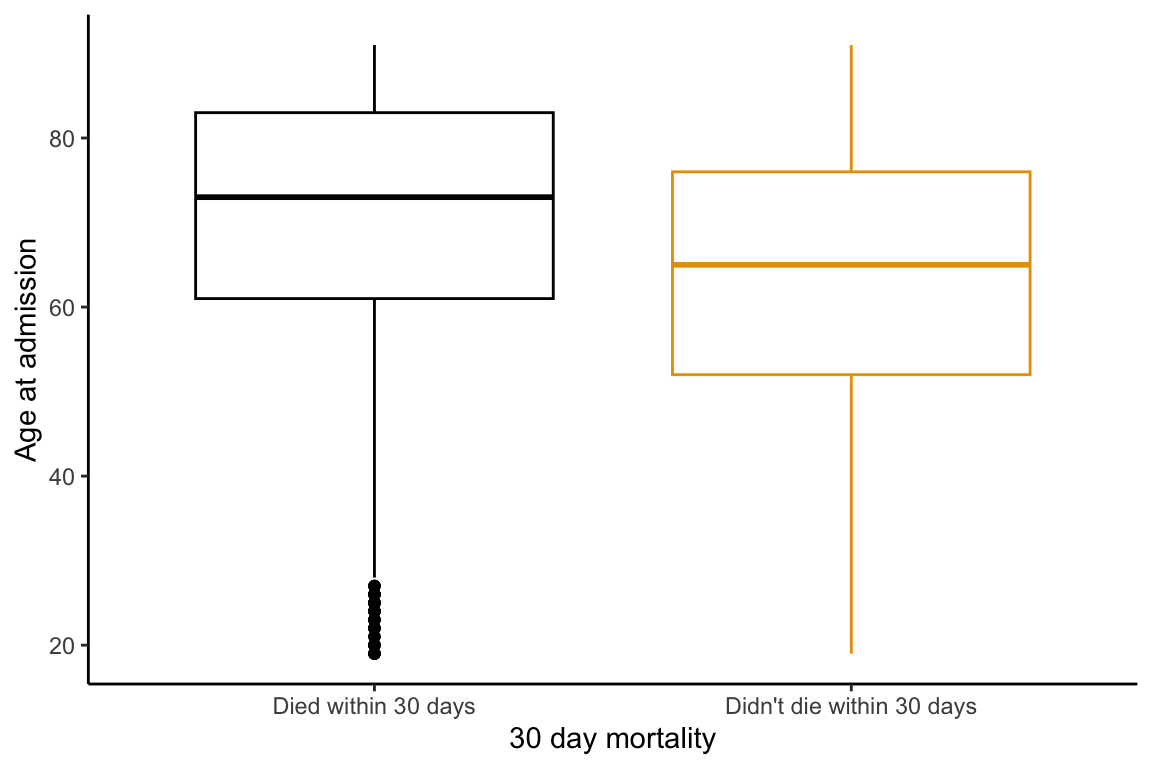 Age at admission
80
60
40
20
Died within 30 days
Didn't die within 30 days
30 day mortality